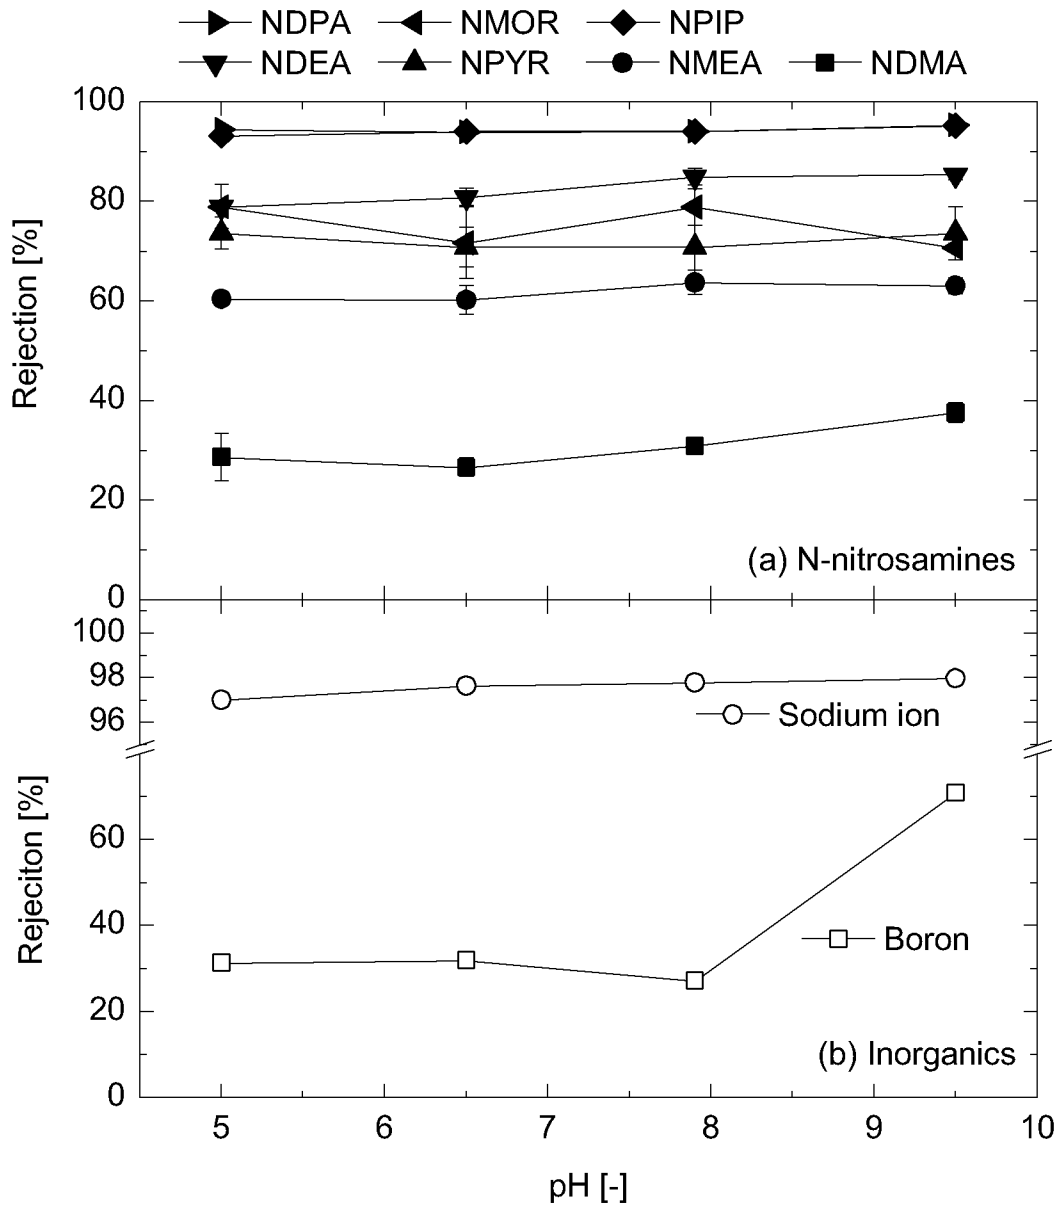 NDPA NMOR NPIP
NDEA NPYR NMEA NDMA
100
80
60
40
20
0
Rejection [%]
(a) N-nitrosamines
100
98
96
60
40
20
0
Rejeciton [%]
Sodium ion
Boron
(b) Inorganics
5 6 7 8 9 10
pH [-]